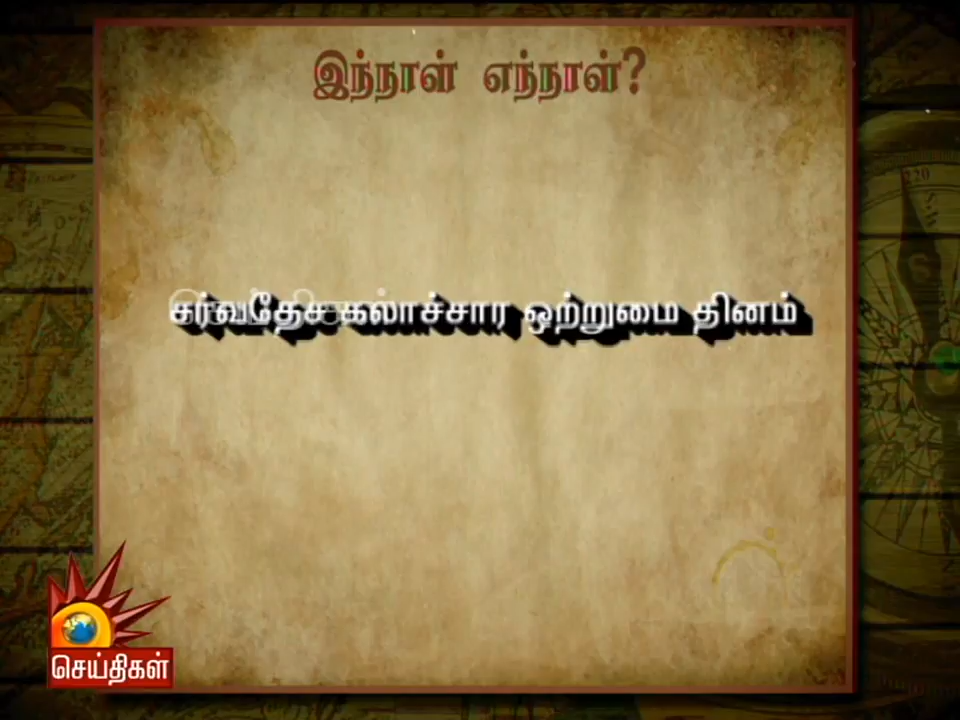 இந்நாள் எந்நாள்?
சர்வதேச கலாச்சார ஒற்றுமை தினம்
செய்திகள்